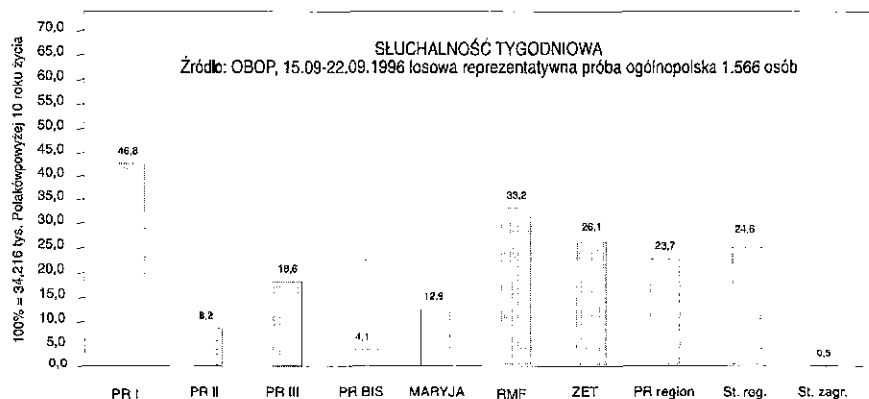 SŁUCHALNOŚĆ TYGODNIOWA
Źródło: OBOP, 15.09-22.09.1996 losowa reprezentatywna próba ogólnopolska 1.566 osób
100% = 34,216 tys. Polakówpowyżej 10 roku życia
70,0
65,0
60,0
55,0
50,0
45,0
40,0
35,0
30,0
25,0
20,0
15,0
10,0
5,0
0,0
46,8
8,2
18,6
4,1
12,9
33,2
26,1
23,7
24,6
0,5
PR I
PR II
PR III
PR BIS
MARYJA
RMF
ZET
PR region
St. reg.
St. zagr.